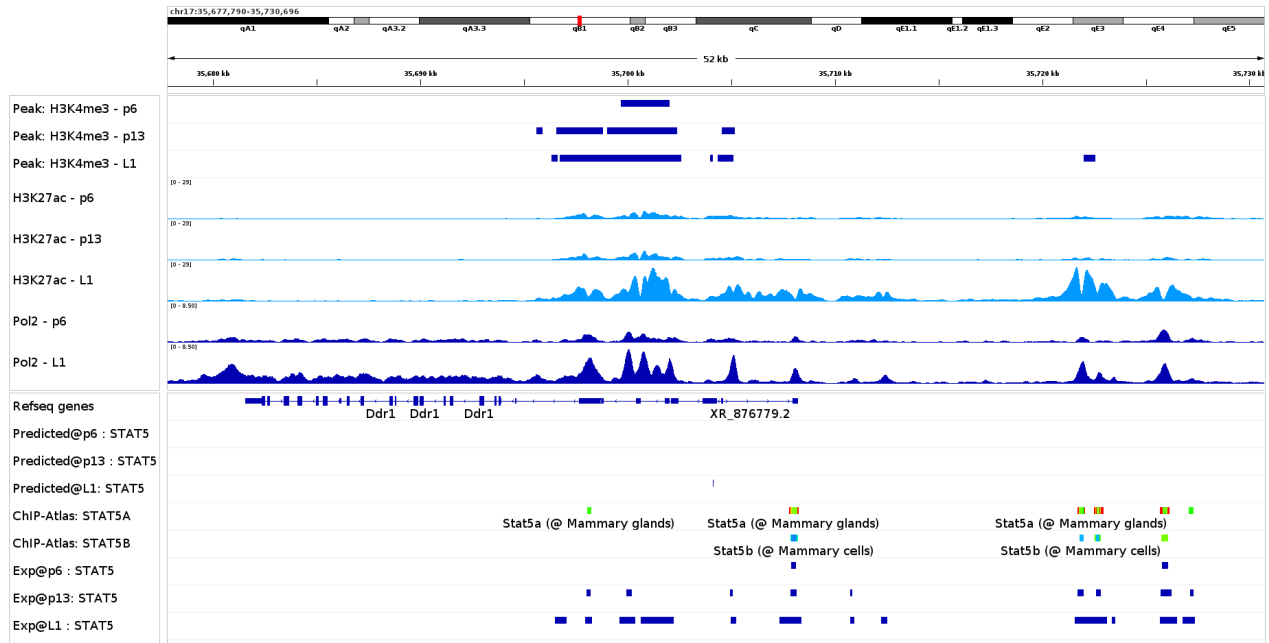 chr17:35,677,790-35,730,696
qA1 qA2 qA3.2 qA3.3 qB1 qB2 qB3 qC qD qE1.1 qE1.2 qE1.3 qE2 qE3 qE4 qE5
52 kb
35,680 kb 35,690 kb 35,700 kb 35,710 kb 35,720 kb 35,730 kb
Peak: H3K4me3 - p6
Peak: H3K4me3 - p13
Peak: H3K4me3 - L1
[0 - 29]
H3K27ac - p6
[0 - 29]
H3K27ac - p13
[0 - 29]
H3K27ac - L1
[0 - 8.50]
Pol2 - p6
[0 - 8.50]
Pol2 - L1
Refseq genes
Ddr1 Ddr1 Ddr1 XR_876779.2
Predicted@p6 : STAT5
Predicted@p13 : STAT5
Predicted@L1: STAT5
ChIP-Atlas: STAT5A
Stat5a (@ Mammary glands) Stat5a (@ Mammary glands) Stat5a (@ Mammary glands)
ChIP-Atlas: STAT5B
Stat5b (@ Mammary cells) Stat5b (@ Mammary cells)
Exp@p6 : STAT5
Exp@p13: STAT5
Exp@L1 : STAT5